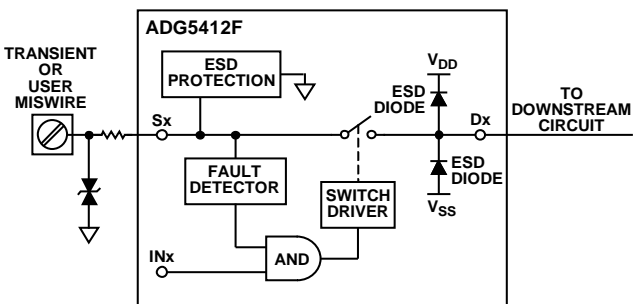 ADG5412F
TRANSIENT
OR
USER
MISWIRE
ESD
PROTECTION
Sx
FAULT
DETECTOR
INx
AND
SWITCH
DRIVER
VDD
ESD
DIODE
Dx
ESD
DIODE
VSS
TO
DOWNSTREAM
CIRCUIT